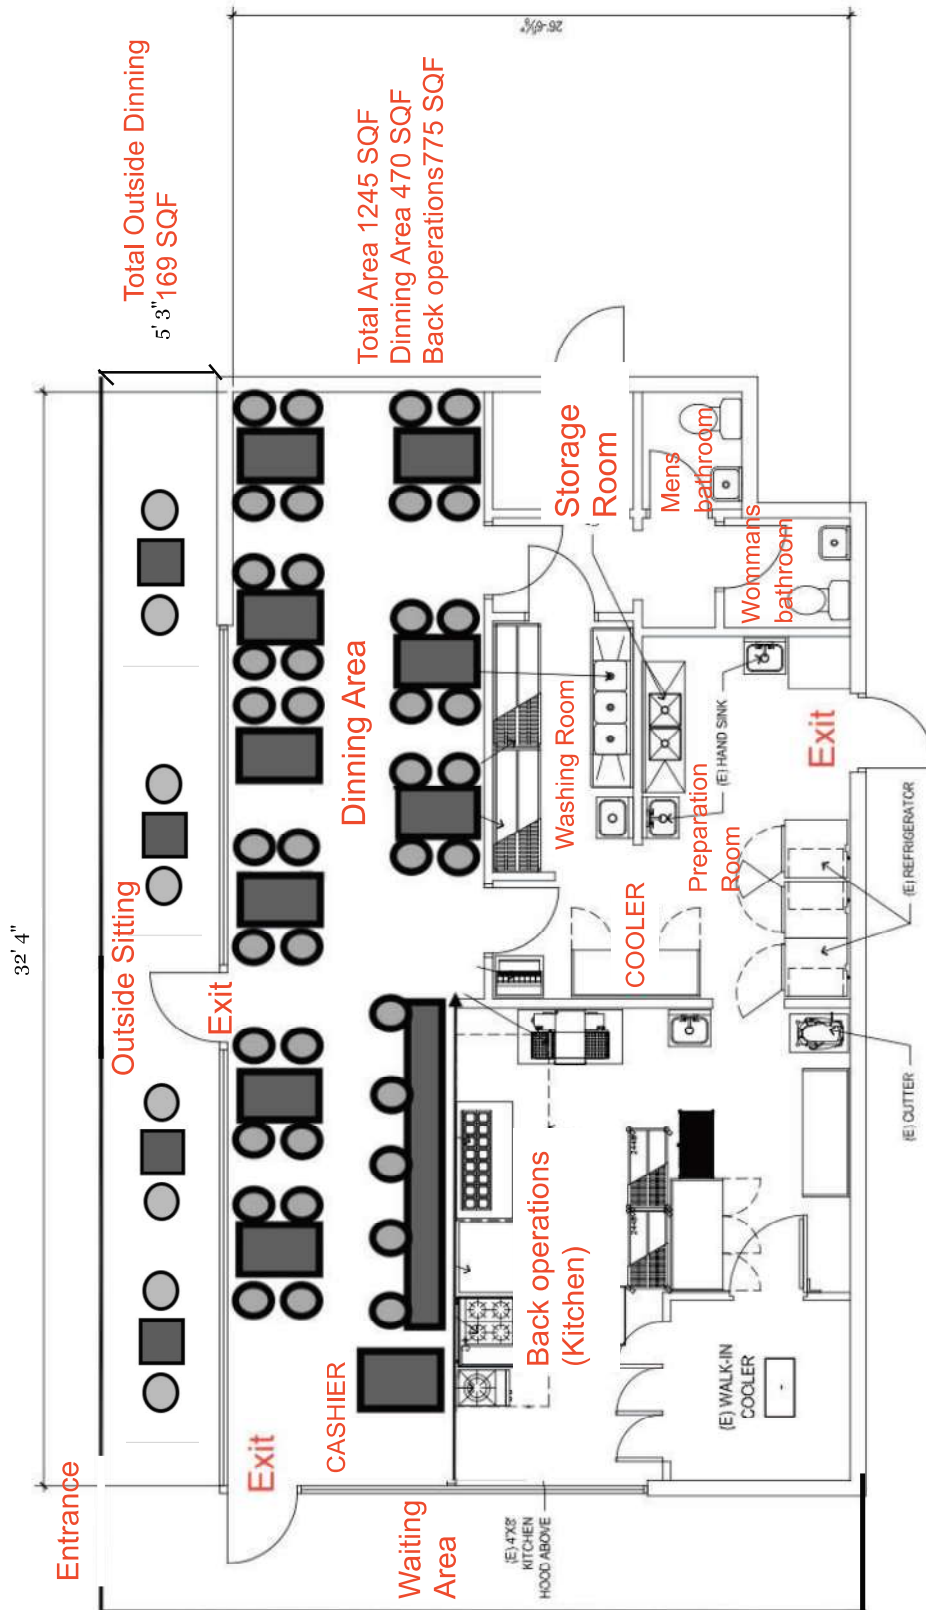 Entrance
32' 4"
Outside Sitting
Total Outside Dinning
169 SQF
5' 3"
Exit
Exit
CASHIER
Dinning Area
Total Area 1245 SQF
Dinning Area 470 SQF
Back operations775 SQF
Waiting
Area
(E) 4'X8'
KITCHEN
HOOD ABOVE
Back operations
(Kitchen)
Washing Room
Storage
Room
COOLER
Preparation
Room
(E) HAND SINK
Mens
bathroom
Wommans
bathroom
Exit
(E) WALK-IN
COOLER
(E) CUTTER
(E) REFRIGERATOR